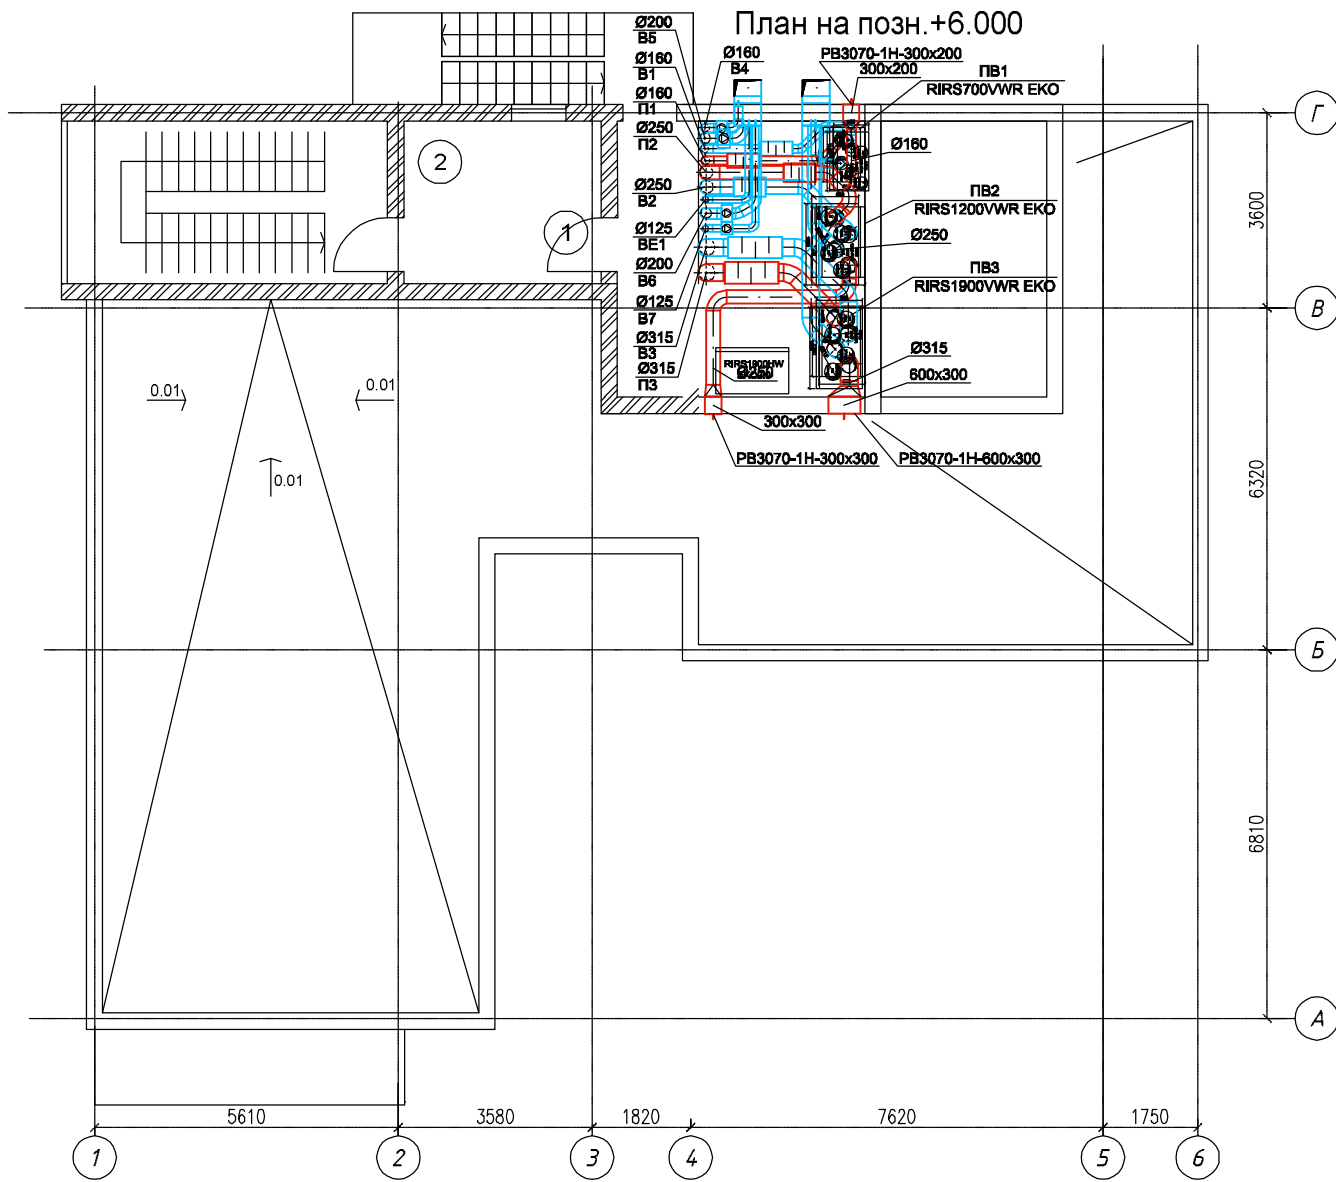 План на позн.+6.000
Ø200
В5
Ø160
В1
Ø160
П1
Ø250
П2
Ø250
В2
Ø125
ВЕ1
Ø200
В6
Ø125
В7
Ø315
В3
Ø315
П3
Ø160
В4
РВ3070-1Н-300х200
300х200
ПВ1
RIRS700VWR EKO
Ø160
ПВ2
RIRS1200VWR EKO
Ø250
ПВ3
RIRS1900VWR EKO
Ø315
600х300
300х300
РВ3070-1Н-300х300
РВ3070-1Н-600х300
2
1
0.01
0.01
0.01
Г
3600
В
6320
Б
6810
А
5610
3580
1820
7620
1750
1
2
3
4
5
6